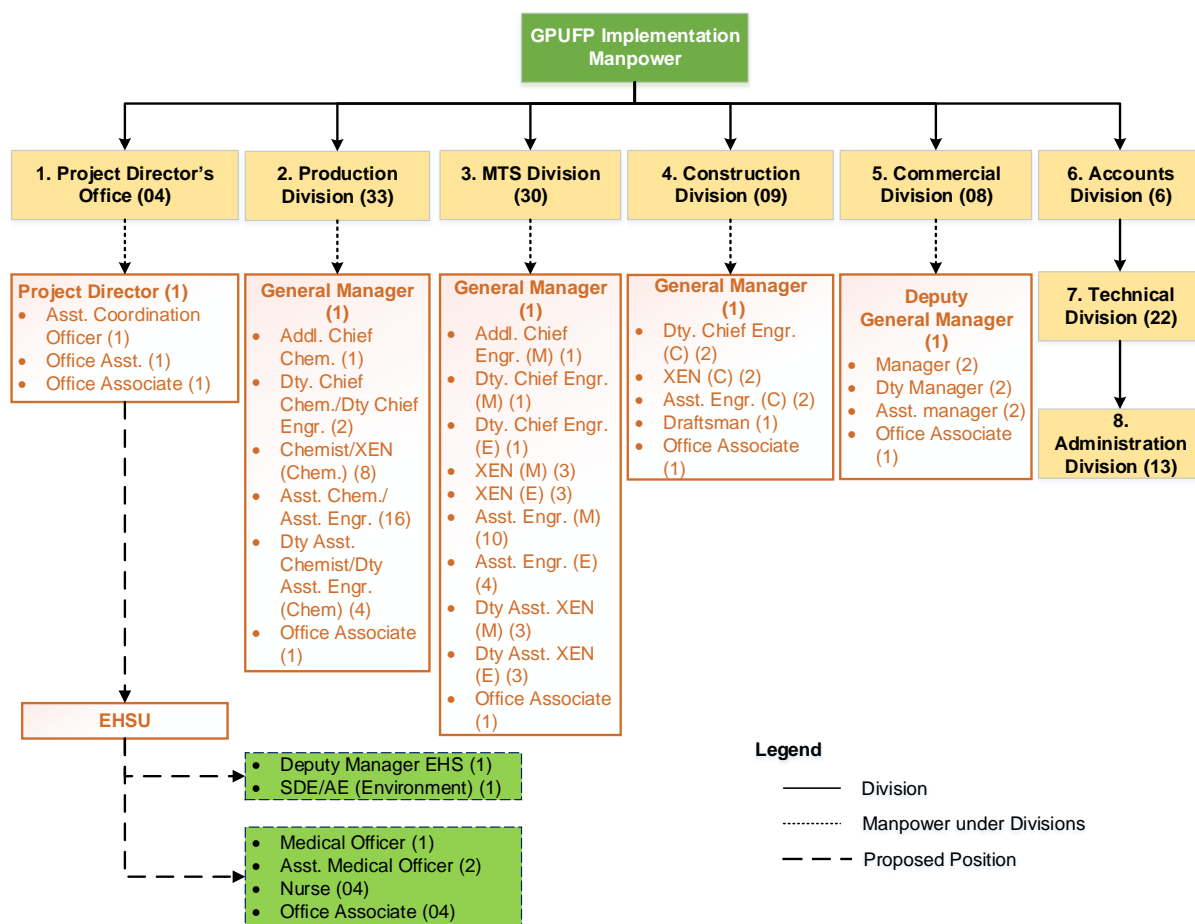 GPUFP Implementation
Manpower
1. Project Director's
Office (04)
2. Production
Division (33)
3. MTS Division
(30)
4. Construction
Division (09)
5. Commercial
Division (08)
6. Accounts
Division (6)
Project Director (1)
• Asst. Coordination
Officer (1)
• Office Asst. (1)
• Office Associate (1)
General Manager
(1)
• Addl. Chief
Chem. (1)
• Dty. Chief
Chem./Dty Chief
Engr. (2)
• Chemist/XEN
(Chem.) (8)
• Asst. Chem./
Asst. Engr. (16)
• Dty Asst.
Chemist/Dty
Asst. Engr.
(Chem) (4)
• Office Associate
(1)
General Manager
(1)
• Addl. Chief
Engr. (M) (1)
• Dty. Chief Engr.
(M) (1)
• Dty. Chief Engr.
(E) (1)
• XEN (M) (3)
• XEN (E) (3)
• Asst. Engr. (M)
(10)
• Asst. Engr. (E)
(4)
• Dty Asst. XEN
(M) (3)
• Dty Asst. XEN
(E) (3)
• Office Associate
(1)
General Manager
(1)
• Dty. Chief Engr.
(C) (2)
• XEN (C) (2)
• Asst. Engr. (C) (2)
• Draftsman (1)
• Office Associate
(1)
Deputy
General Manager
(1)
• Manager (2)
• Dty Manager (2)
• Asst. manager (2)
• Office Associate
(1)
7. Technical
Division (22)
8.
Administration
Division (13)
EHSU
• Deputy Manager EHS (1)
• SDE/AE (Environment) (1)
• Medical Officer (1)
• Asst. Medical Officer (2)
• Nurse (04)
• Office Associate (04)
Legend
Division
Manpower under Divisions
Proposed Position